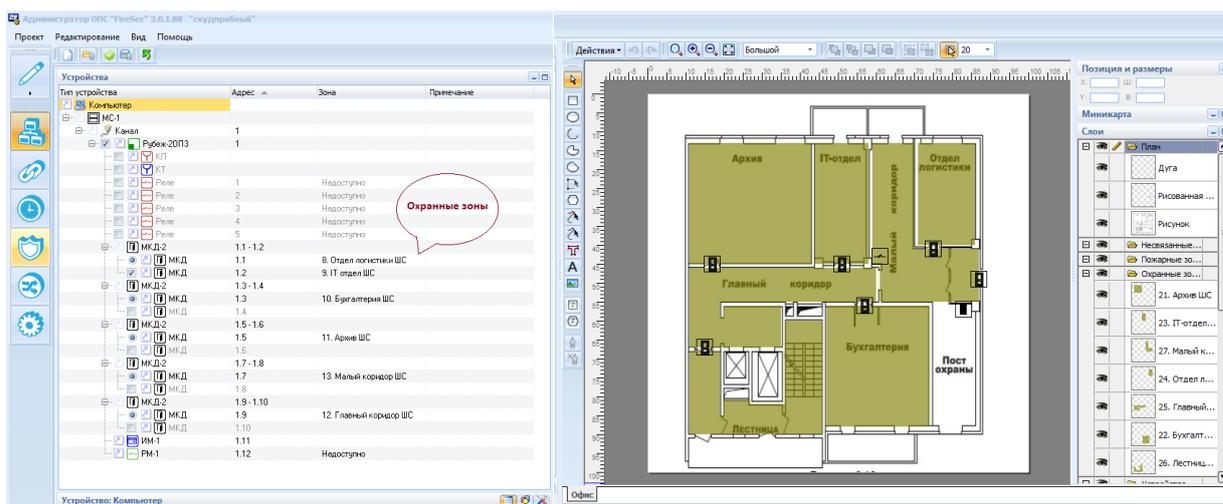 Администратор ОПС "FireSec" 3.0.1.88 "скудпробный"
Проект Редактирование Вид Помощь
Устройства
Тип устройства Адрес Зона Примечание
Компьютер
МС-1
Канал 1
Рубеж-2ОП3 1
КП
КТ
Реле 1 Недоступно
Реле 2 Недоступно
Реле 3 Недоступно
Реле 4 Недоступно
Реле 5 Недоступно
МКД-2 1.1 - 1.2
МКД 1.1 8. Отдел логистики ШС
МКД 1.2 9. IT отдел ШС
МКД-2 1.3 - 1.4
МКД 1.3 10. Бухгалтерия ШС
МКД 1.4
МКД-2 1.5 - 1.6
МКД 1.5 11. Архив ШС
МКД 1.6
МКД-2 1.7 - 1.8
МКД 1.7 13. Малый коридор ШС
МКД 1.8
МКД-2 1.9 - 1.10
МКД 1.9 12. Главный коридор ШС
МКД 1.10
ИМ-1 1.11
РМ-1 1.12 Недоступно
Устройство: Компьютер
Охранные зоны
Действия Большой 20
Архив
IT-отдел
Малый коридор
Отдел
логистики
Главный коридор
Бухгалтерия
Пост
охраны
Лестница
Офис
Позиция и размеры
X: Ш:
Y: В:
Миникарта
Слои
План
Дуга
Рисованная ...
Рисунок
Несвязанные...
Пожарные зо...
Охранные зо...
21. Архив ШС
23. IT-отдел...
27. Малый к...
24. Отдел л...
25. Главный...
22. Бухгалт...
26. Лестниц...